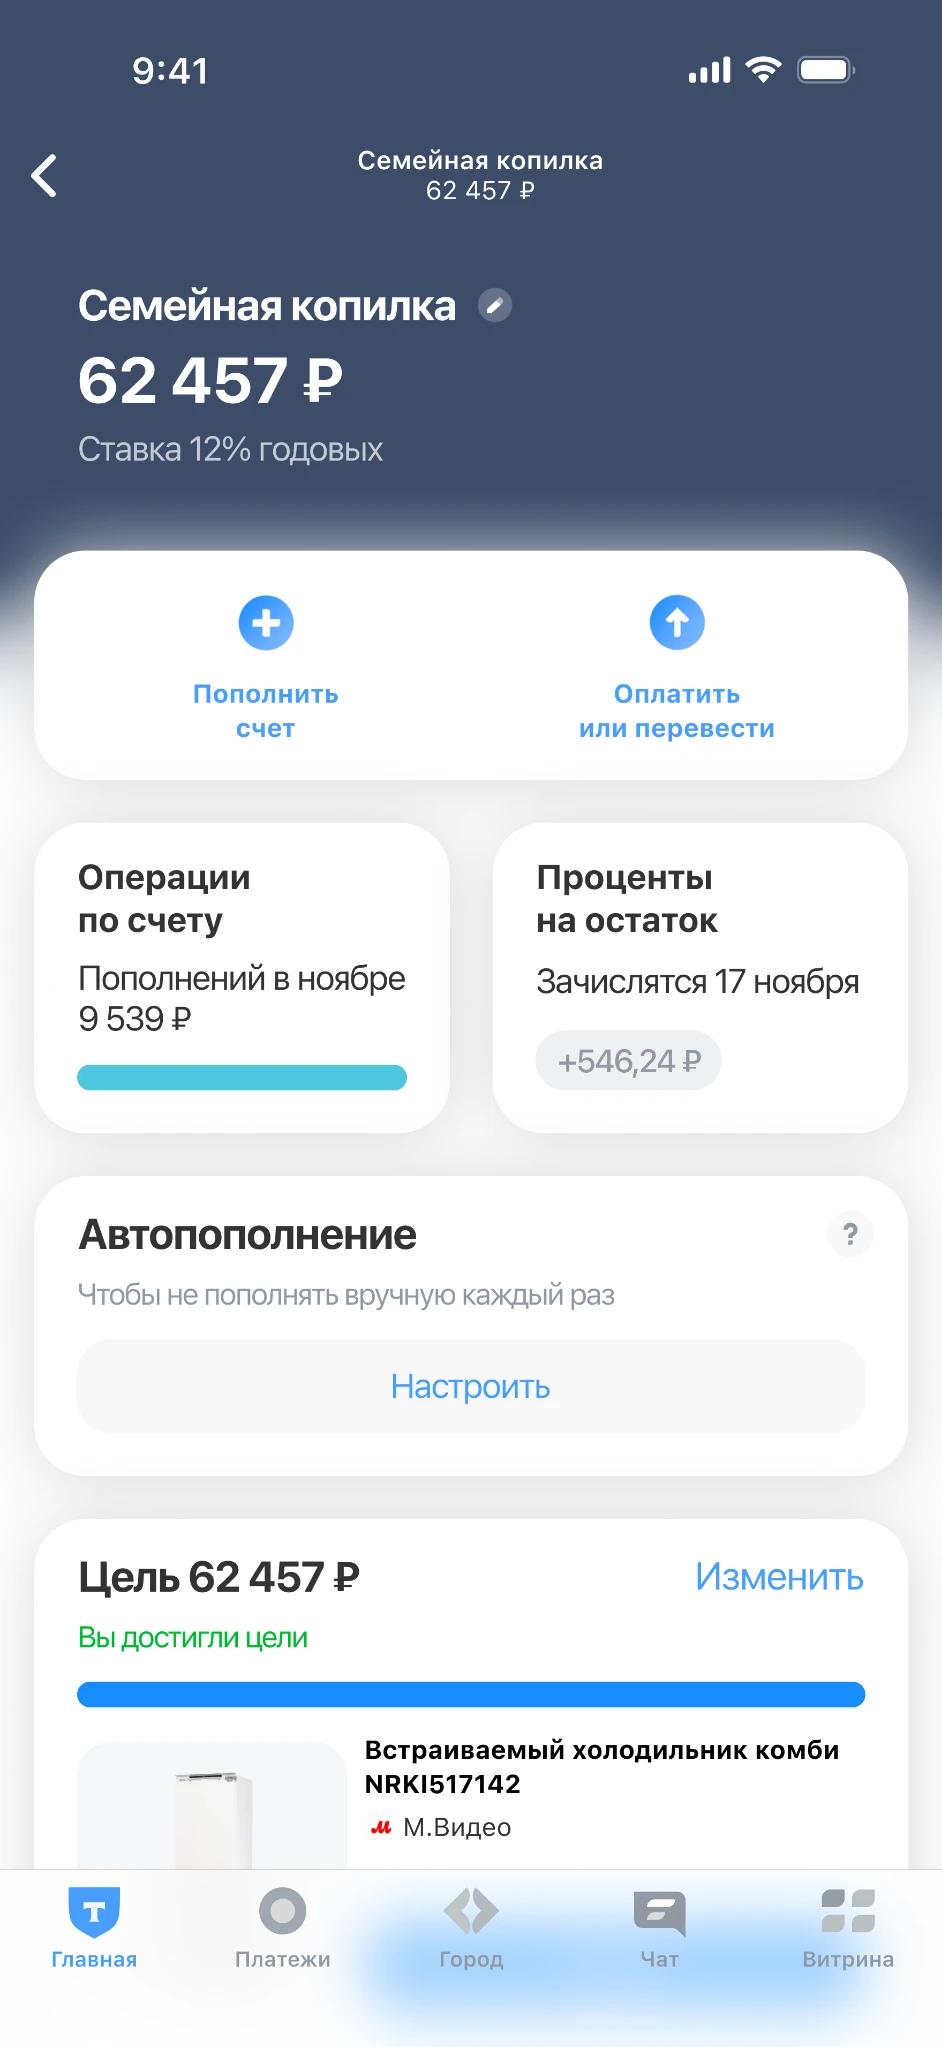 9:41
Семейная копилка
62 457 ₽
Семейная копилка
62 457 ₽
Ставка 12% годовых
Пополнить
счет
Оплатить
или перевести
Операции
по счету
Пополнений в ноябре
9 539 ₽
Проценты
на остаток
Зачислятся 17 ноября
+546,24 ₽
Автопополнение
?
Чтобы не пополнять вручную каждый раз
Настроить
Цель 62 457 ₽
Изменить
Вы достигли цели
Встраиваемый холодильник комби
NRKI517142
М М.Видео
Т
Главная
Платежи
Город
Чат
Витрина